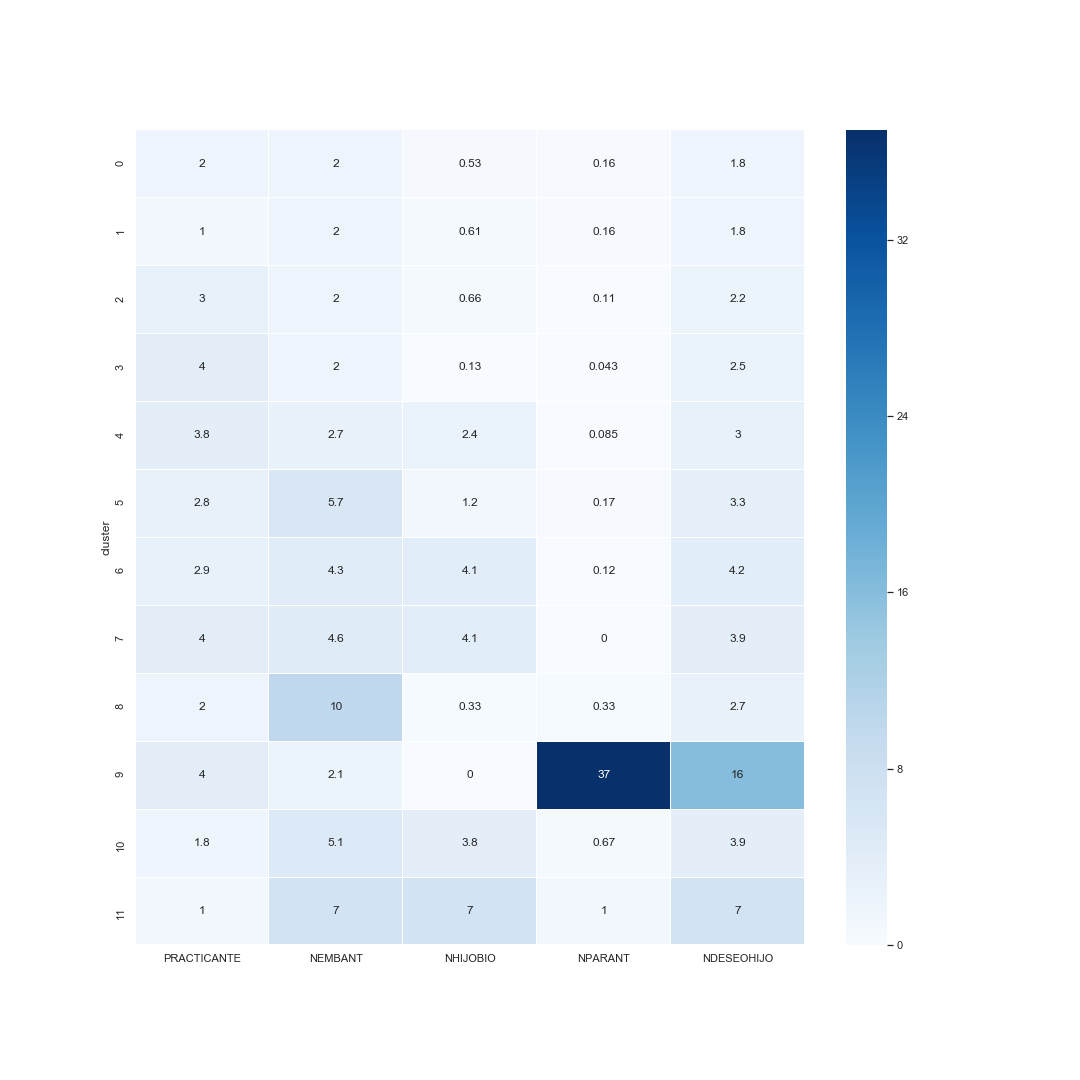 0 2 2 0.53 0.16 1.8
1 1 2 0.61 0.16 1.8
32
2 3 2 0.66 0.11 2.2
3 4 2 0.13 0.043 2.5
24
4 3.8 2.7 2.4 0.085 3
5 2.8 5.7 1.2 0.17 3.3
cluster
6 2.9 4.3 4.1 0.12 4.2
16
7 4 4.6 4.1 0 3.9
8 2 10 0.33 0.33 2.7
9 4 2.1 0 37 16
8
10 1.8 5.1 3.8 0.67 3.9
11 1 7 7 1 7
0
PRACTICANTE NEMBANT NHIJOBIO NPARANT NDESEOHIJO